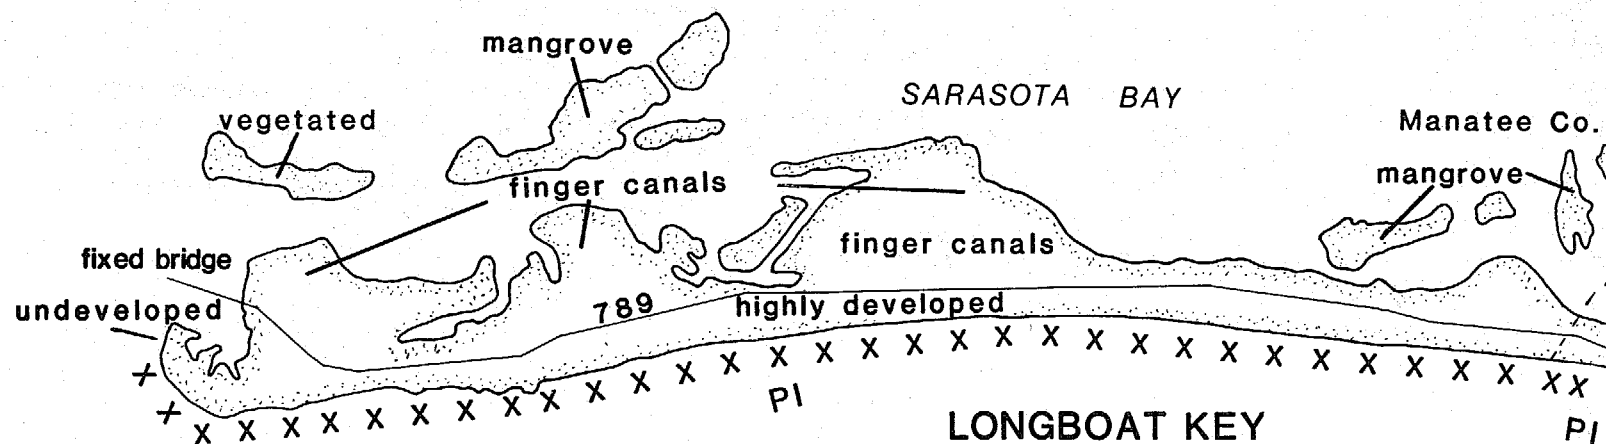 mangrove
SARASOTA BAY
vegetated
Manatee Co.
mangrove
finger canals
finger canals
fixed bridge
undeveloped
789
highly developed
X X X X X X X X X X X X X X X X X X X X X X X X X X X X X X X X X X
PI
LONGBOAT KEY
PI